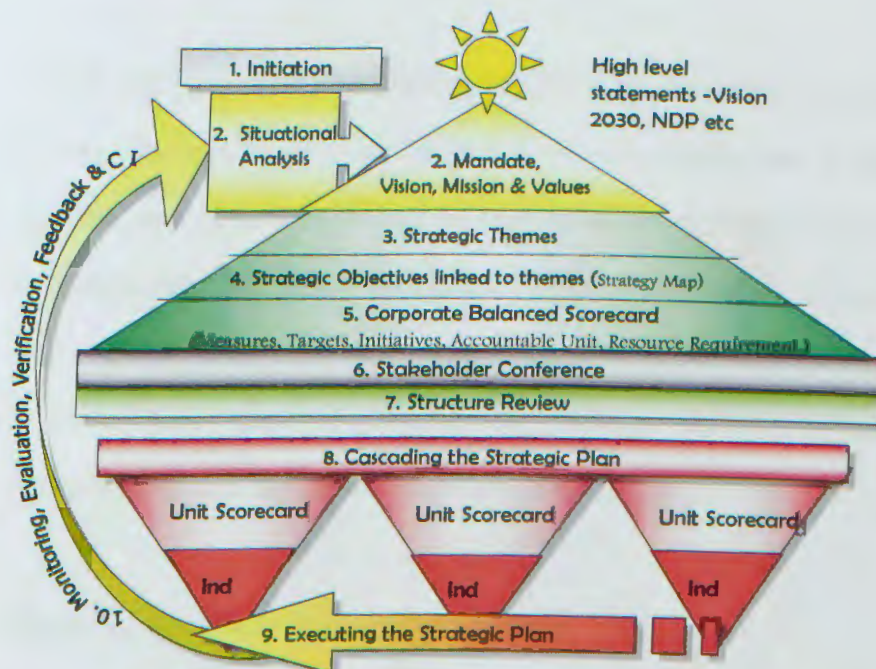 1. Initiation
High level
statements -Vision
2030, NDP etc
2. Situational
Analysis
2. Mandate,
Vision, Mission & Values
3. Strategic Themes
4. Strategic Objectives linked to themes (Strategy Map)
5. Corporate Balanced Scorecard
(Measures, Targets, Initiatives, Accountable Unit, Resource Requirement )
6. Stakeholder Conference
7. Structure Review
8. Cascading the Strategic Plan
Unit Scorecard
Unit Scorecard
Unit Scorecard
Ind
Ind
Ind
9. Executing the Strategic Plan
10. Monitoring, Evaluation, Verification, Feedback & C I